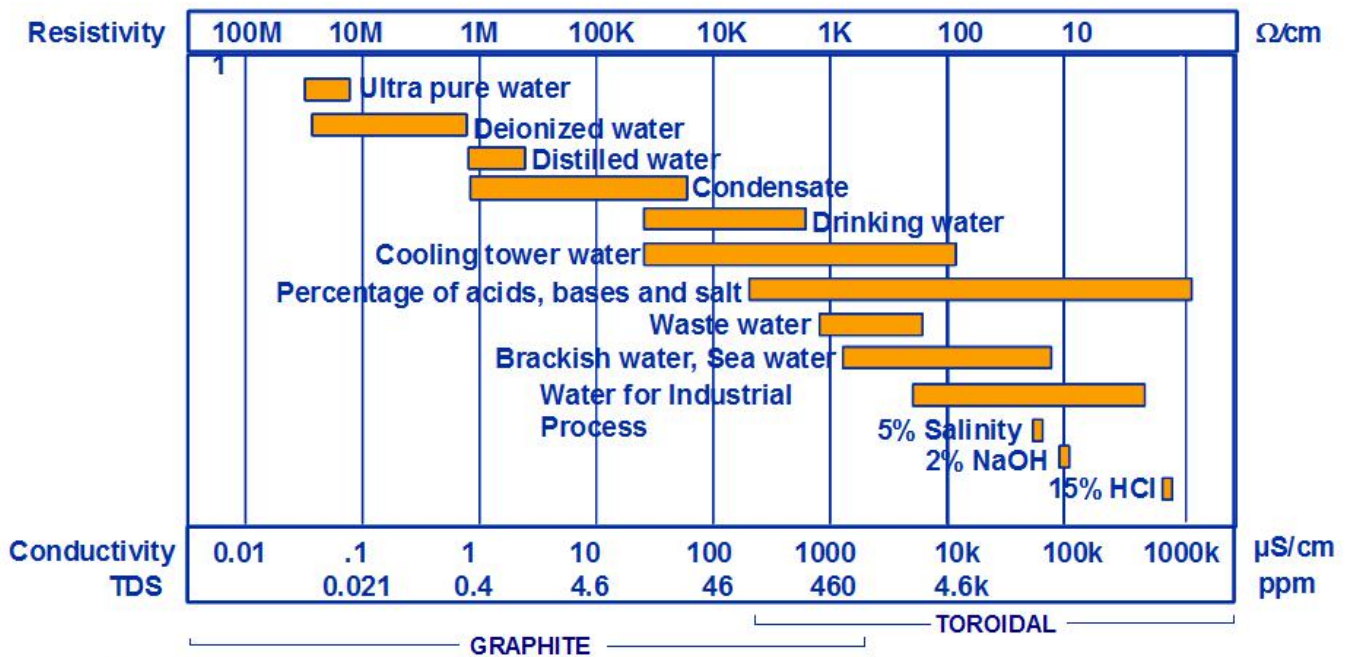 Resistivity 100M 10M 1M 100K 10K 1K 100 10 Ω/cm
1
Ultra pure water
Deionized water
Distilled water
Condensate
Drinking water
Cooling tower water
Percentage of acids, bases and salt
Waste water
Brackish water, Sea water
Water for Industrial
Process
5% Salinity
2% NaOH
15% HCl
Conductivity 0.01 .1 1 10 100 1000 10k 100k 1000k µS/cm
TDS 0.021 0.4 4.6 46 460 4.6k ppm
TOROIDAL
GRAPHITE